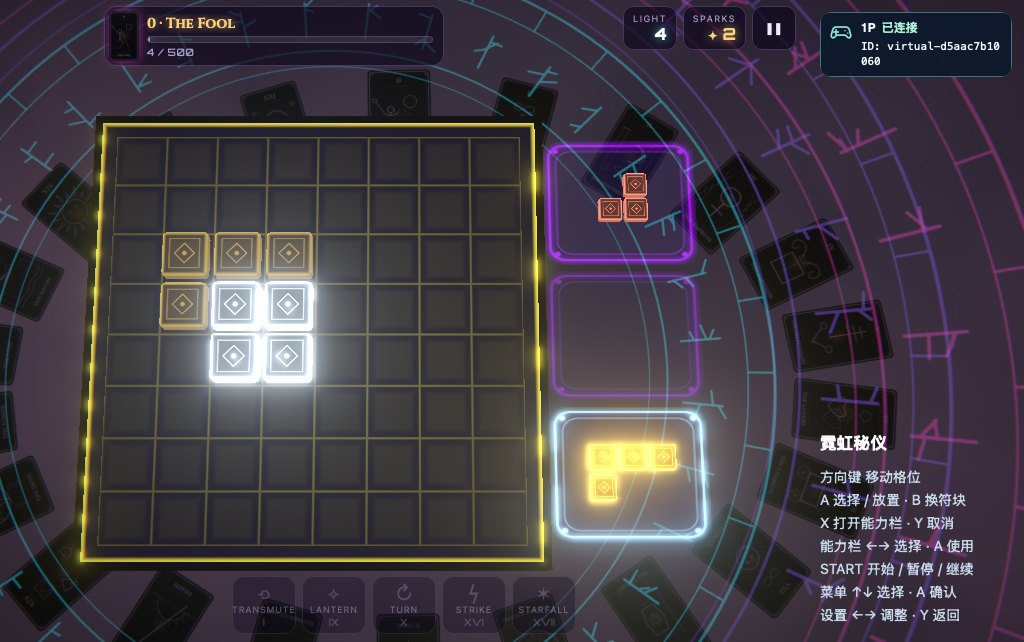 0 · The Fool
4 / 500
LIGHT
4
SPARKS
2
1P 已连接
ID: virtual-d5aac7b10
060
霓虹秘仪
方向键 移动格位
A 选择 / 放置 · B 换符块
X 打开能力栏 · Y 取消
能力栏 ←→ 选择 · A 使用
START 开始 / 暂停 / 继续
菜单 ↑↓ 选择 · A 确认
设置 ←→ 调整 · Y 返回
TRANSMUTE
I
LANTERN
IX
TURN
X
STRIKE
XVI
STARFALL
XVII